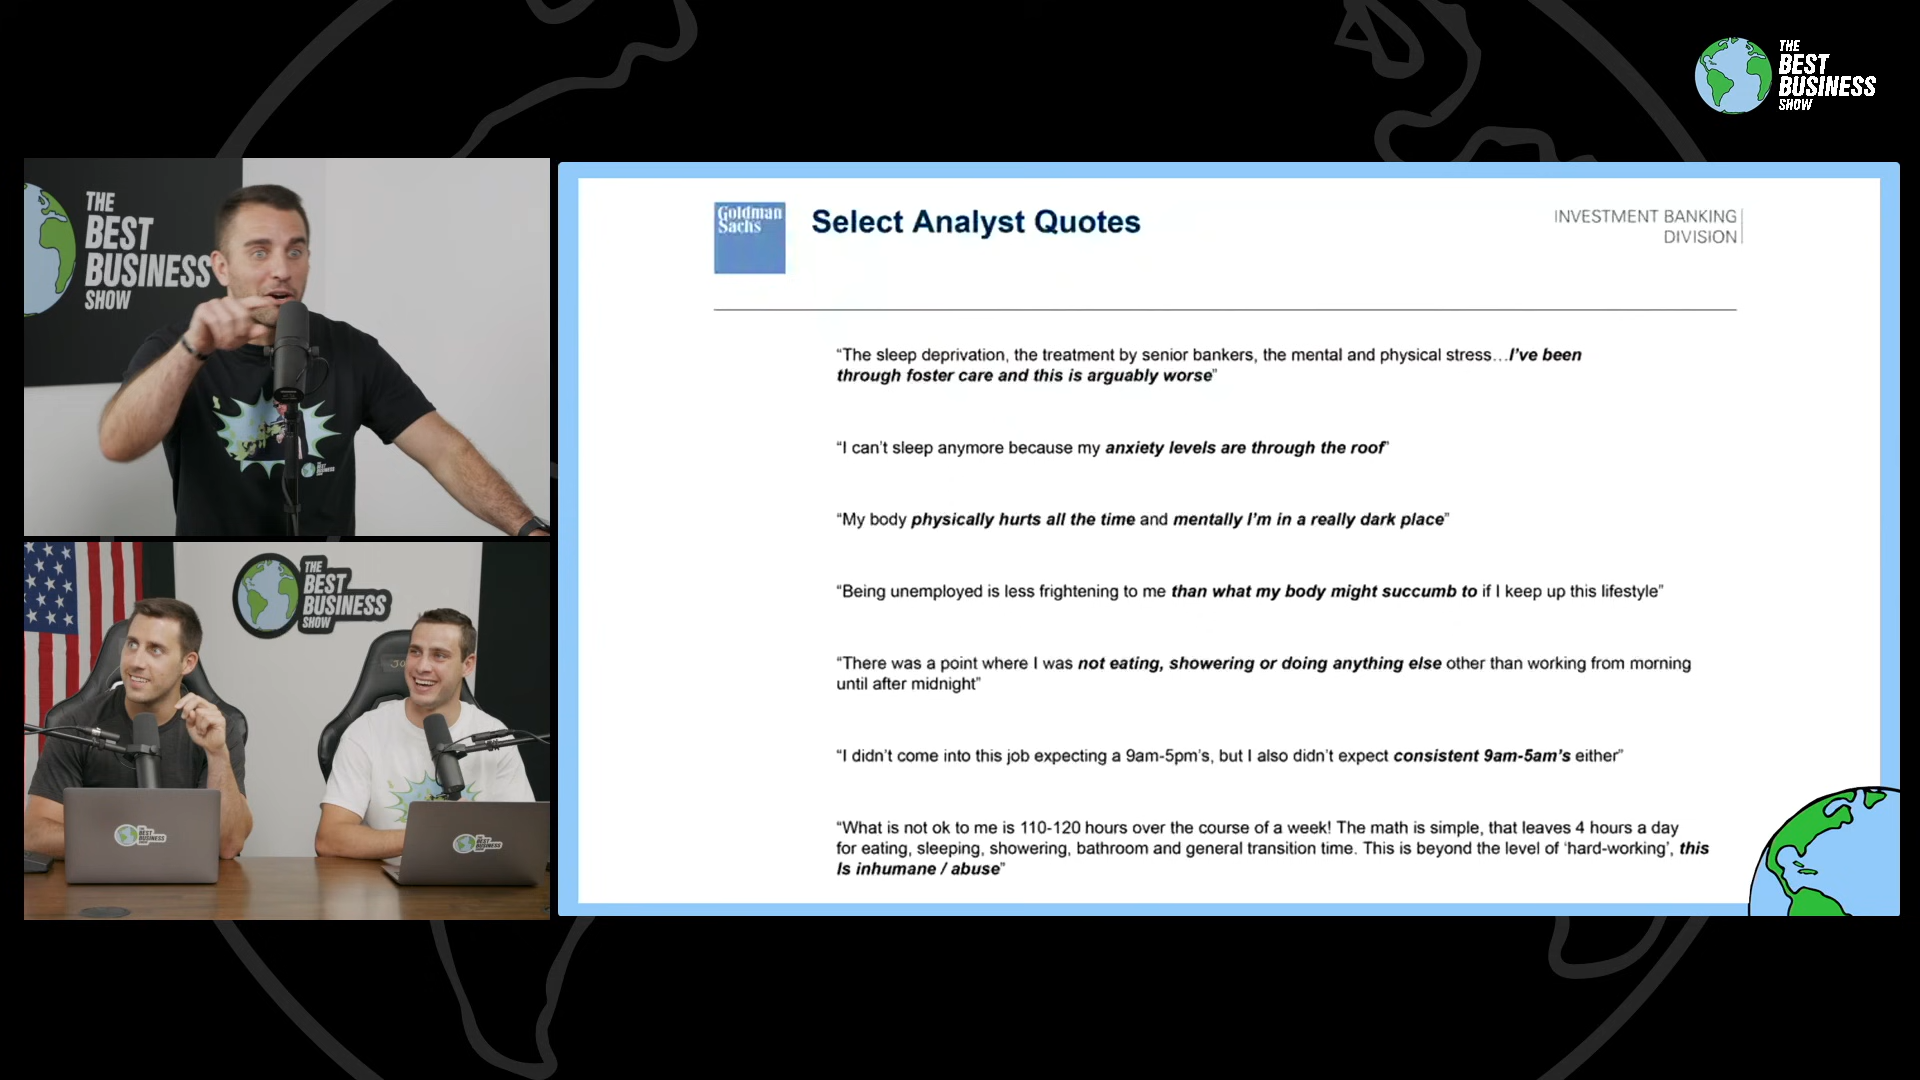 THE
BEST
BUSINESS
SHOW
THE
BEST
BUSINESS
SHOW
Goldman
Sachs
Select Analyst Quotes
INVESTMENT BANKING
DIVISION
“The sleep deprivation, the treatment by senior bankers, the mental and physical stress…I’ve been
through foster care and this is arguably worse”
“I can’t sleep anymore because my anxiety levels are through the roof”
“My body physically hurts all the time and mentally I’m in a really dark place”
“Being unemployed is less frightening to me than what my body might succumb to if I keep up this lifestyle”
“There was a point where I was not eating, showering or doing anything else other than working from morning
until after midnight”
“I didn’t come into this job expecting a 9am-5pm’s, but I also didn’t expect consistent 9am-5am’s either”
“What is not ok to me is 110-120 hours over the course of a week! The math is simple, that leaves 4 hours a day
for eating, sleeping, showering, bathroom and general transition time. This is beyond the level of ‘hard-working’, this
Is inhumane / abuse”
THE
BEST
BUSINESS
SHOW